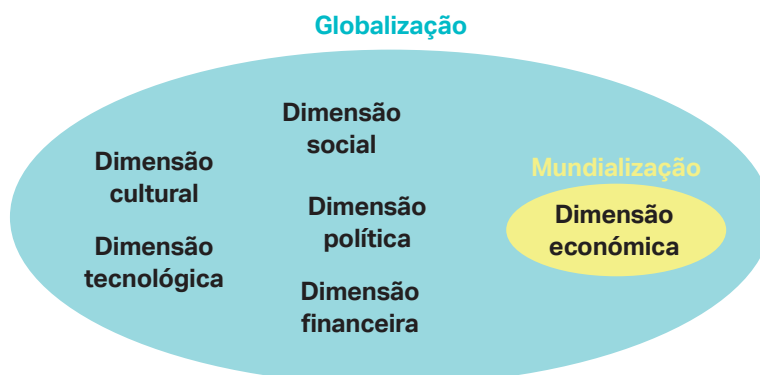 Globalização
Dimensão
social
Dimensão
cultural
Mundialização
Dimensão
política
Dimensão
económica
Dimensão
tecnológica
Dimensão
financeira